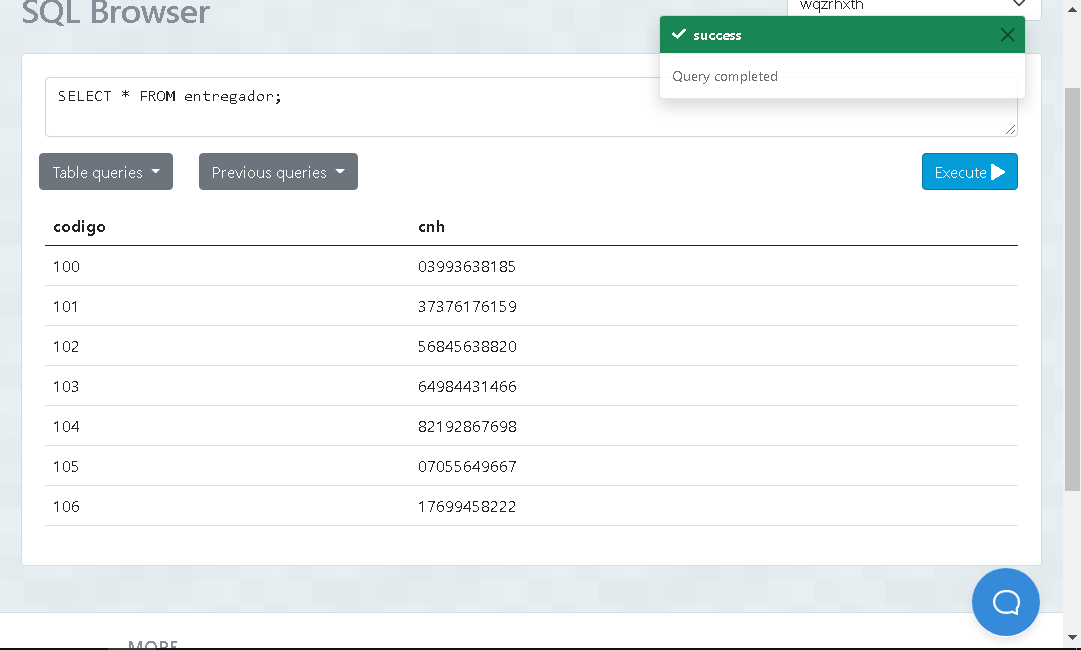 SQL Browser
wqzrhxth
success
Query completed
SELECT * FROM entregador;
Table queries
Previous queries
Execute
codigo cnh
100 03993638185
101 37376176159
102 56845638820
103 64984431466
104 82192867698
105 07055649667
106 17699458222
MORE